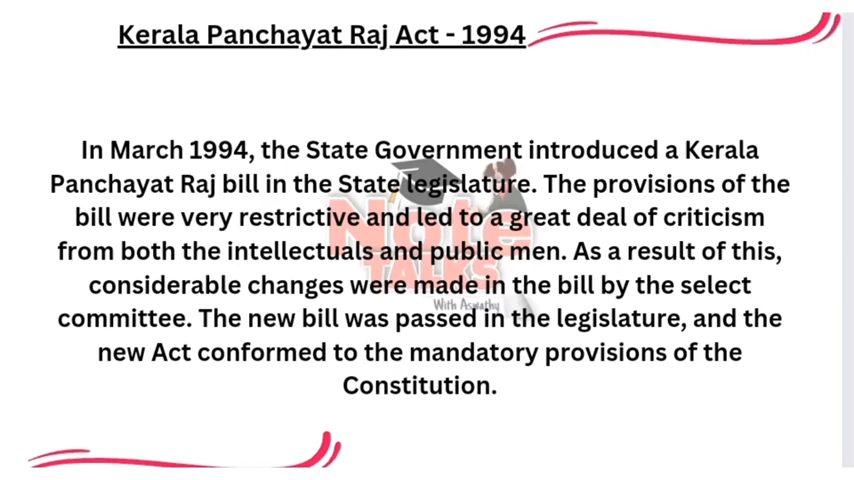 Kerala Panchayat Raj Act - 1994
In March 1994, the State Government introduced a Kerala
Panchayat Raj bill in the State legislature. The provisions of the
bill were very restrictive and led to a great deal of criticism
from both the intellectuals and public men. As a result of this,
considerable changes were made in the bill by the select
committee. The new bill was passed in the legislature, and the
new Act conformed to the mandatory provisions of the
Constitution.
Note
TALKS
With Aswathy